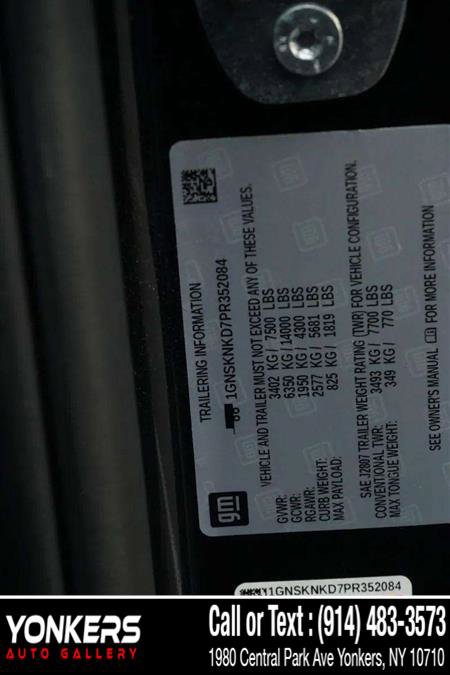 TRAILERING INFORMATION
1GNSKNKD7PR352084
VEHICLE AND TRAILER MUST NOT EXCEED ANY OF THESE VALUES.
GVWR: 3402 KG / 7500 LBS
GCWR: 6350 KG / 14000 LBS
RGAWR: 1950 KG / 4300 LBS
CURB WEIGHT: 2577 KG / 5681 LBS
MAX PAYLOAD: 825 KG / 1819 LBS
SAE J2807 TRAILER WEIGHT RATING (TWR) FOR VEHICLE CONFIGURATION.
CONVENTIONAL TWR: 3493 KG / 7700 LBS
MAX TONGUE WEIGHT: 349 KG / 770 LBS
SEE OWNER'S MANUAL FOR MORE INFORMATION
gm
1GNSKNKD7PR352084
YONKERS
AUTO GALLERY
Call or Text : (914) 483-3573
1980 Central Park Ave Yonkers, NY 10710